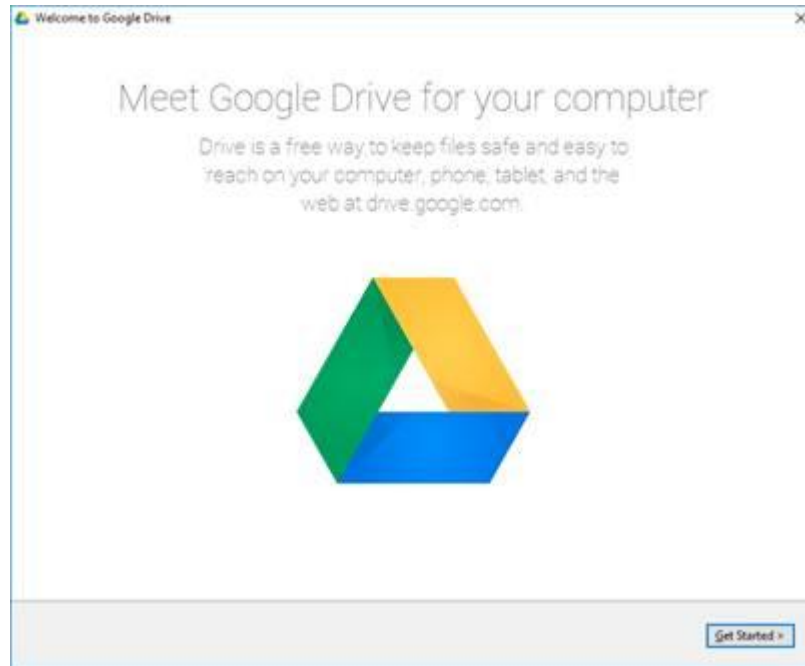 Welcome to Google Drive
Meet Google Drive for your computer
Drive is a free way to keep files safe and easy to
reach on your computer, phone, tablet, and the
web at drive.google.com.
Get Started >